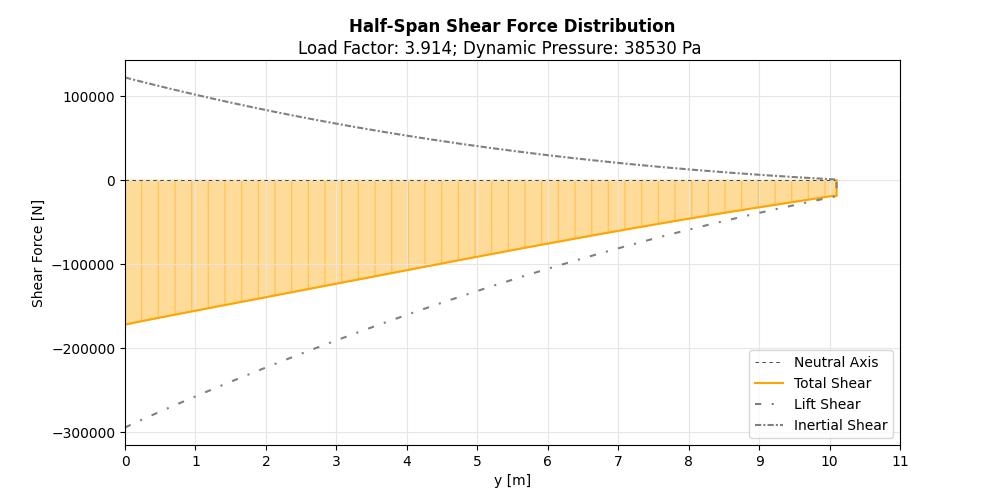 Half-Span Shear Force Distribution
Load Factor: 3.914; Dynamic Pressure: 38530 Pa
Shear Force [N]
100000
0
−100000
−200000
−300000
Neutral Axis
Total Shear
Lift Shear
Inertial Shear
0 1 2 3 4 5 6 7 8 9 10 11
y [m]